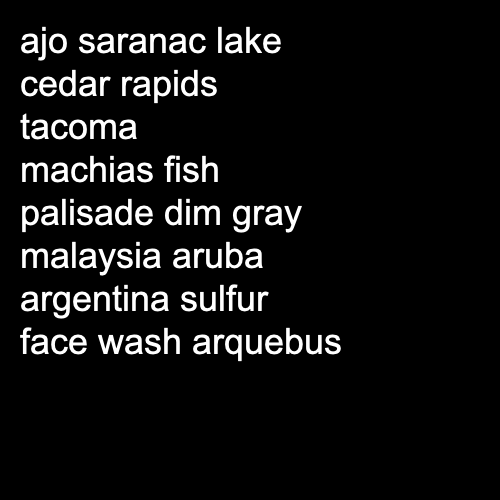 ajo saranac lake
cedar rapids
tacoma
machias fish
palisade dim gray
malaysia aruba
argentina sulfur
face wash arquebus